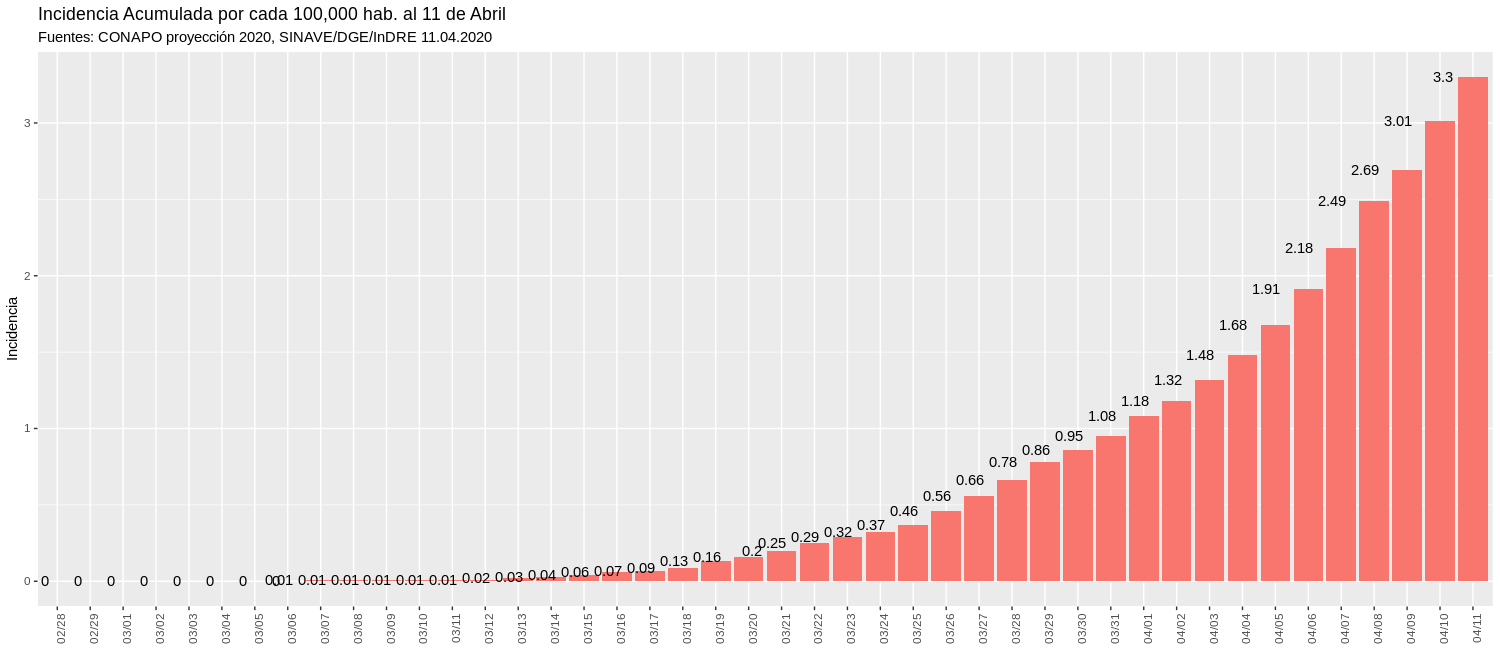 Incidencia Acumulada por cada 100,000 hab. al 11 de Abril
Fuentes: CONAPO proyección 2020, SINAVE/DGE/InDRE 11.04.2020
Incidencia
3
2
1
0
0 0 0 0 0 0 0 0 0.01 0.01 0.01 0.01 0.01 0.01 0.02 0.03 0.04 0.06 0.07 0.09 0.13 0.16 0.2 0.25 0.29 0.32 0.37 0.46 0.56 0.66 0.78 0.86 0.95 1.08 1.18 1.32 1.48 1.68 1.91 2.18 2.49 2.69 3.01 3.3
02/28 02/29 03/01 03/02 03/03 03/04 03/05 03/06 03/07 03/08 03/09 03/10 03/11 03/12 03/13 03/14 03/15 03/16 03/17 03/18 03/19 03/20 03/21 03/22 03/23 03/24 03/25 03/26 03/27 03/28 03/29 03/30 03/31 04/01 04/02 04/03 04/04 04/05 04/06 04/07 04/08 04/09 04/10 04/11